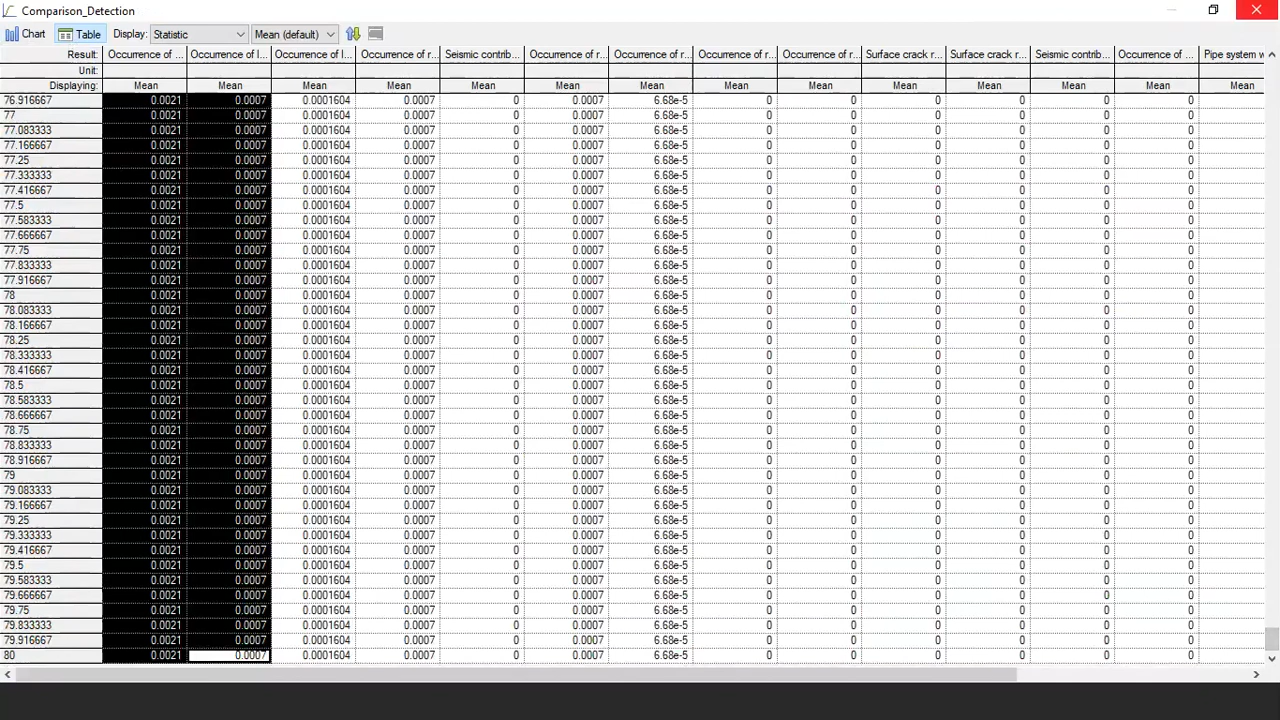 Comparison_Detection
Chart Table Display: Statistic Mean (default)
Result: Occurrence of ... Occurrence of l... Occurrence of l... Occurrence of r... Seismic contrib... Occurrence of r... Occurrence of r... Occurrence of r... Occurrence of r... Surface crack r... Surface crack r... Seismic contrib... Occurrence of ... Pipe system w
Unit:
Displaying: Mean Mean Mean Mean Mean Mean Mean Mean Mean Mean Mean Mean Mean Mean
76.916667 0.0021 0.0007 0.0001604 0.0007 0 0.0007 6.68e-5 0 0 0 0 0
77 0.0021 0.0007 0.0001604 0.0007 0 0.0007 6.68e-5 0 0 0 0 0
77.083333 0.0021 0.0007 0.0001604 0.0007 0 0.0007 6.68e-5 0 0 0 0 0
77.166667 0.0021 0.0007 0.0001604 0.0007 0 0.0007 6.68e-5 0 0 0 0 0
77.25 0.0021 0.0007 0.0001604 0.0007 0 0.0007 6.68e-5 0 0 0 0 0
77.333333 0.0021 0.0007 0.0001604 0.0007 0 0.0007 6.68e-5 0 0 0 0 0
77.416667 0.0021 0.0007 0.0001604 0.0007 0 0.0007 6.68e-5 0 0 0 0 0
77.5 0.0021 0.0007 0.0001604 0.0007 0 0.0007 6.68e-5 0 0 0 0 0
77.583333 0.0021 0.0007 0.0001604 0.0007 0 0.0007 6.68e-5 0 0 0 0 0
77.666667 0.0021 0.0007 0.0001604 0.0007 0 0.0007 6.68e-5 0 0 0 0 0
77.75 0.0021 0.0007 0.0001604 0.0007 0 0.0007 6.68e-5 0 0 0 0 0
77.833333 0.0021 0.0007 0.0001604 0.0007 0 0.0007 6.68e-5 0 0 0 0 0
77.916667 0.0021 0.0007 0.0001604 0.0007 0 0.0007 6.68e-5 0 0 0 0 0
78 0.0021 0.0007 0.0001604 0.0007 0 0.0007 6.68e-5 0 0 0 0 0
78.083333 0.0021 0.0007 0.0001604 0.0007 0 0.0007 6.68e-5 0 0 0 0 0
78.166667 0.0021 0.0007 0.0001604 0.0007 0 0.0007 6.68e-5 0 0 0 0 0
78.25 0.0021 0.0007 0.0001604 0.0007 0 0.0007 6.68e-5 0 0 0 0 0
78.333333 0.0021 0.0007 0.0001604 0.0007 0 0.0007 6.68e-5 0 0 0 0 0
78.416667 0.0021 0.0007 0.0001604 0.0007 0 0.0007 6.68e-5 0 0 0 0 0
78.5 0.0021 0.0007 0.0001604 0.0007 0 0.0007 6.68e-5 0 0 0 0 0
78.583333 0.0021 0.0007 0.0001604 0.0007 0 0.0007 6.68e-5 0 0 0 0 0
78.666667 0.0021 0.0007 0.0001604 0.0007 0 0.0007 6.68e-5 0 0 0 0 0
78.75 0.0021 0.0007 0.0001604 0.0007 0 0.0007 6.68e-5 0 0 0 0 0
78.833333 0.0021 0.0007 0.0001604 0.0007 0 0.0007 6.68e-5 0 0 0 0 0
78.916667 0.0021 0.0007 0.0001604 0.0007 0 0.0007 6.68e-5 0 0 0 0 0
79 0.0021 0.0007 0.0001604 0.0007 0 0.0007 6.68e-5 0 0 0 0 0
79.083333 0.0021 0.0007 0.0001604 0.0007 0 0.0007 6.68e-5 0 0 0 0 0
79.166667 0.0021 0.0007 0.0001604 0.0007 0 0.0007 6.68e-5 0 0 0 0 0
79.25 0.0021 0.0007 0.0001604 0.0007 0 0.0007 6.68e-5 0 0 0 0 0
79.333333 0.0021 0.0007 0.0001604 0.0007 0 0.0007 6.68e-5 0 0 0 0 0
79.416667 0.0021 0.0007 0.0001604 0.0007 0 0.0007 6.68e-5 0 0 0 0 0
79.5 0.0021 0.0007 0.0001604 0.0007 0 0.0007 6.68e-5 0 0 0 0 0
79.583333 0.0021 0.0007 0.0001604 0.0007 0 0.0007 6.68e-5 0 0 0 0 0
79.666667 0.0021 0.0007 0.0001604 0.0007 0 0.0007 6.68e-5 0 0 0 0 0
79.75 0.0021 0.0007 0.0001604 0.0007 0 0.0007 6.68e-5 0 0 0 0 0
79.833333 0.0021 0.0007 0.0001604 0.0007 0 0.0007 6.68e-5 0 0 0 0 0
79.916667 0.0021 0.0007 0.0001604 0.0007 0 0.0007 6.68e-5 0 0 0 0 0
80 0.0021 0.0007 0.0001604 0.0007 0 0.0007 6.68e-5 0 0 0 0 0